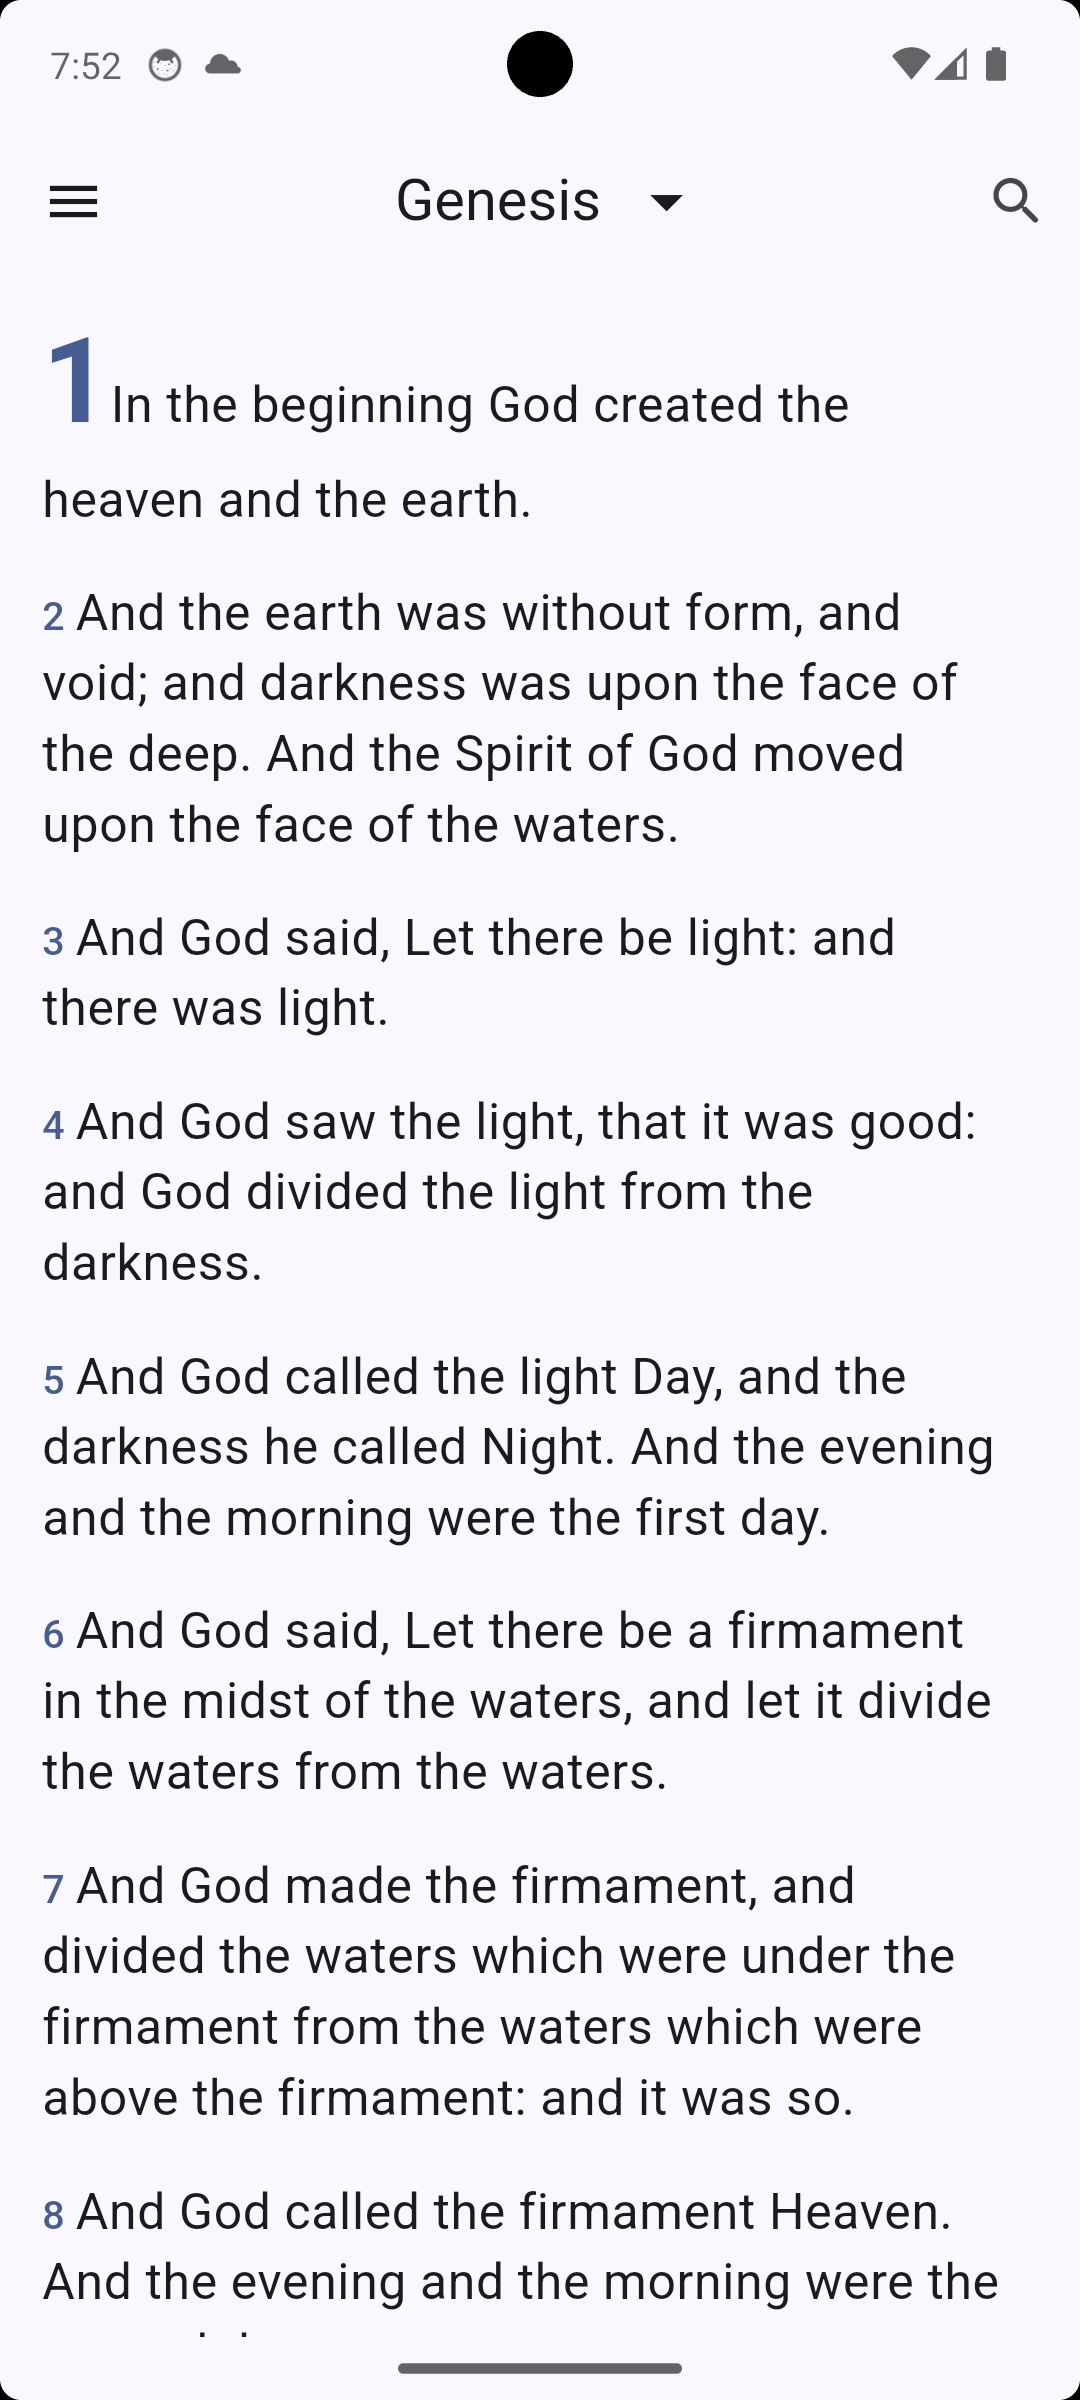 7:52
Genesis
1 In the beginning God created the
heaven and the earth.
2 And the earth was without form, and
void; and darkness was upon the face of
the deep. And the Spirit of God moved
upon the face of the waters.
3 And God said, Let there be light: and
there was light.
4 And God saw the light, that it was good:
and God divided the light from the
darkness.
5 And God called the light Day, and the
darkness he called Night. And the evening
and the morning were the first day.
6 And God said, Let there be a firmament
in the midst of the waters, and let it divide
the waters from the waters.
7 And God made the firmament, and
divided the waters which were under the
firmament from the waters which were
above the firmament: and it was so.
8 And God called the firmament Heaven.
And the evening and the morning were the